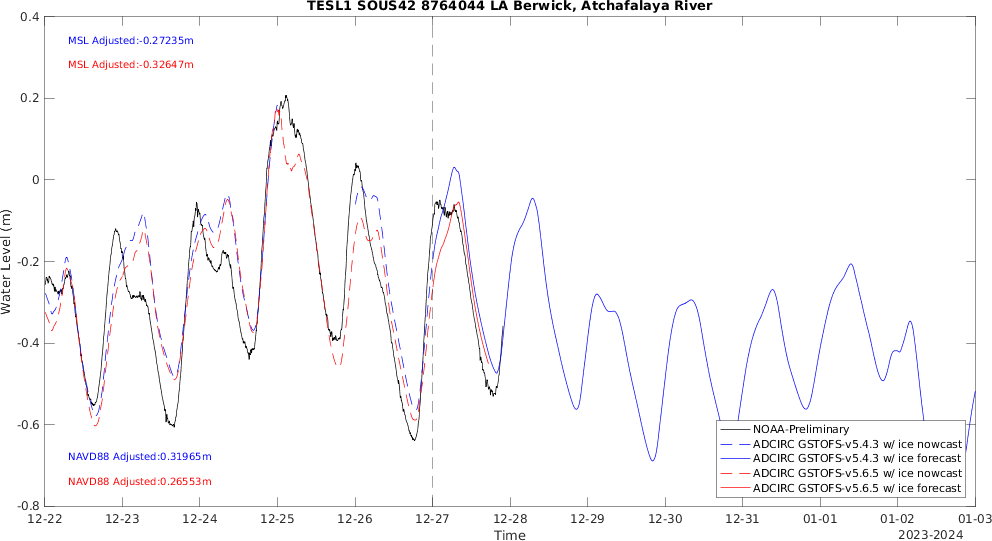 TESL1 SOUS42 8764044 LA Berwick, Atchafalaya River
0.4
0.2
0
-0.2
-0.4
-0.6
-0.8
Water Level (m)
MSL Adjusted:-0.27235m
MSL Adjusted:-0.32647m
NAVD88 Adjusted:0.31965m
NAVD88 Adjusted:0.26553m
NOAA-Preliminary
ADCIRC GSTOFS-v5.4.3 w/ ice nowcast
ADCIRC GSTOFS-v5.4.3 w/ ice forecast
ADCIRC GSTOFS-v5.6.5 w/ ice nowcast
ADCIRC GSTOFS-v5.6.5 w/ ice forecast
12-22 12-23 12-24 12-25 12-26 12-27 12-28 12-29 12-30 12-31 01-01 01-02 01-03
Time
2023-2024